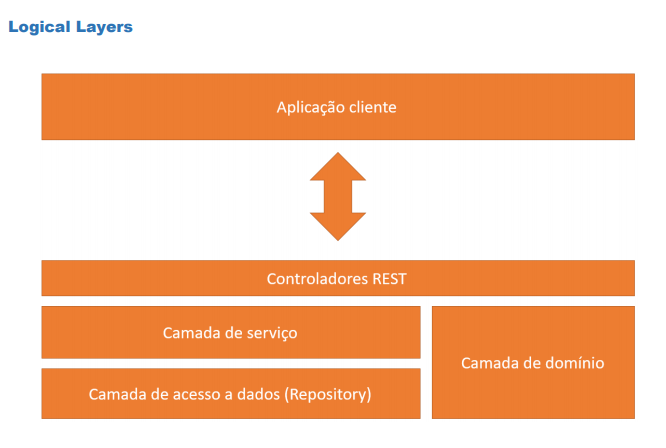 Logical Layers
Aplicação cliente
Controladores REST
Camada de serviço
Camada de domínio
Camada de acesso a dados (Repository)